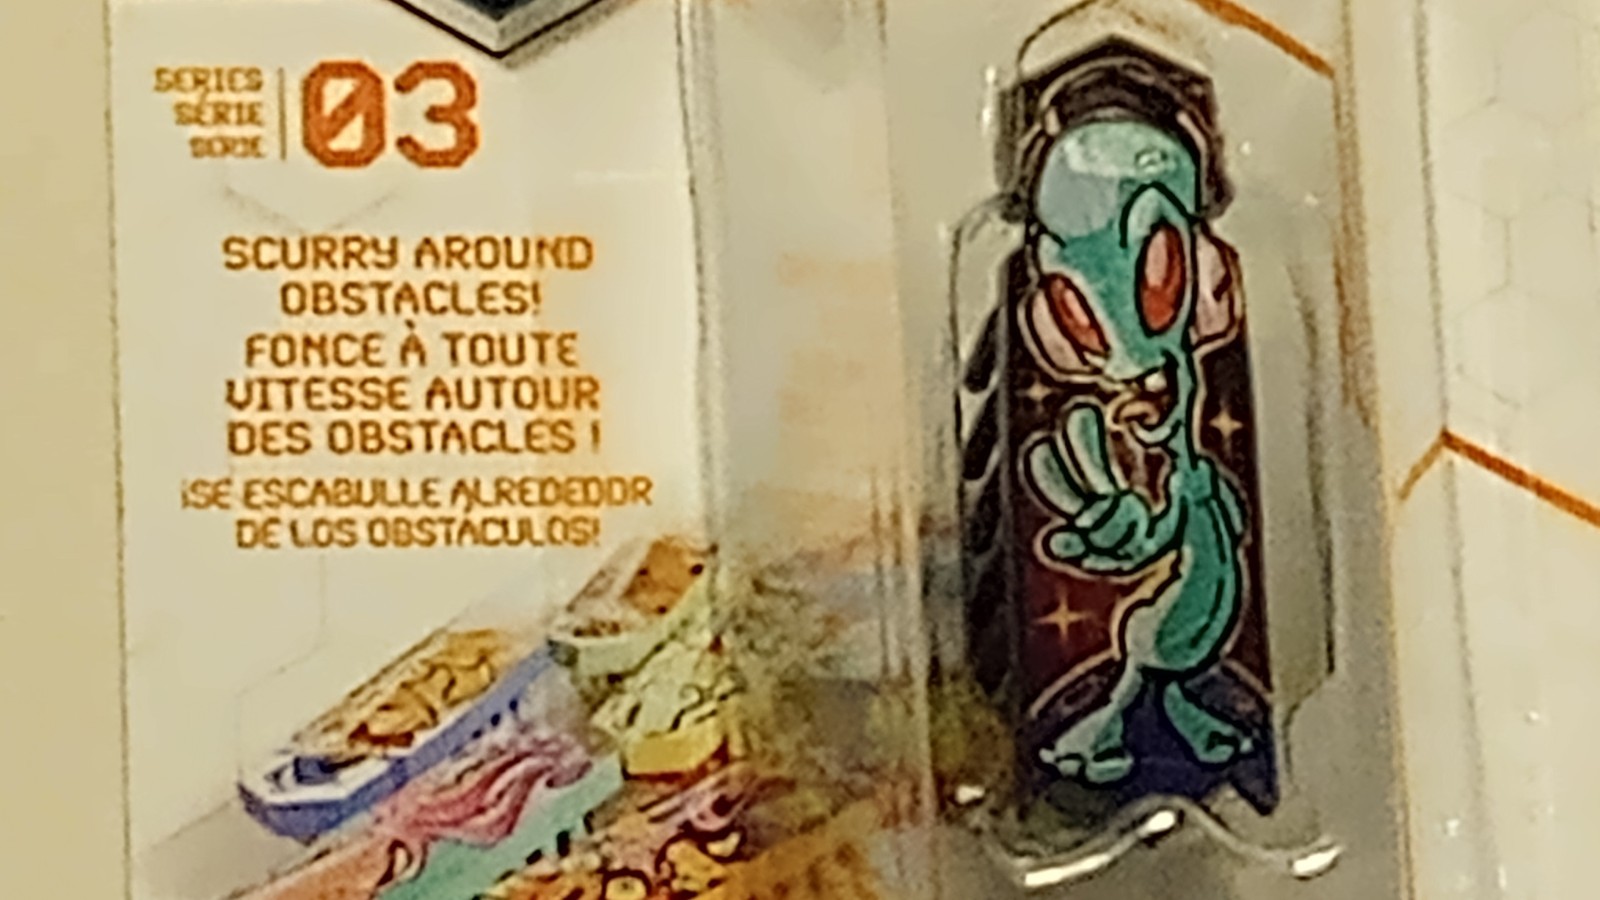 SERIES
SÉRIE
SERIE
03
SCURRY AROUND
OBSTACLES!
FONCE À TOUTE
VITESSE AUTOUR
DES OBSTACLES !
¡SE ESCABULLE ALREDEDOR
DE LOS OBSTÁCULOS!